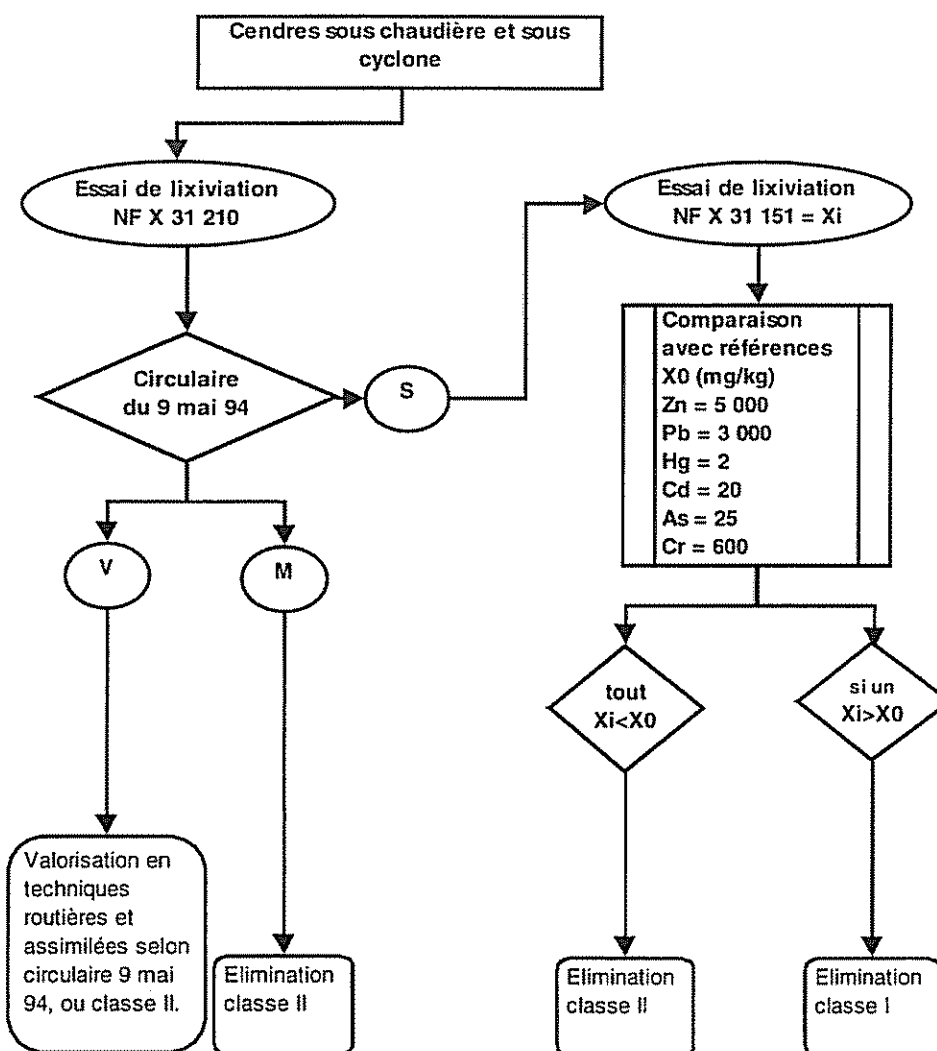 Cendres sous chaudière et sous
cyclone
Essai de lixiviation
NF X 31 210
Essai de lixiviation
NF X 31 151 = Xi
Circulaire
du 9 mai 94
S
Comparaison
avec références
X0 (mg/kg)
Zn = 5 000
Pb = 3 000
Hg = 2
Cd = 20
As = 25
Cr = 600
V
M
tout
Xi<X0
si un
Xi>X0
Valorisation en
techniques
routières et
assimilées selon
circulaire 9 mai
94, ou classe II.
Elimination
classe II
Elimination
classe II
Elimination
classe I